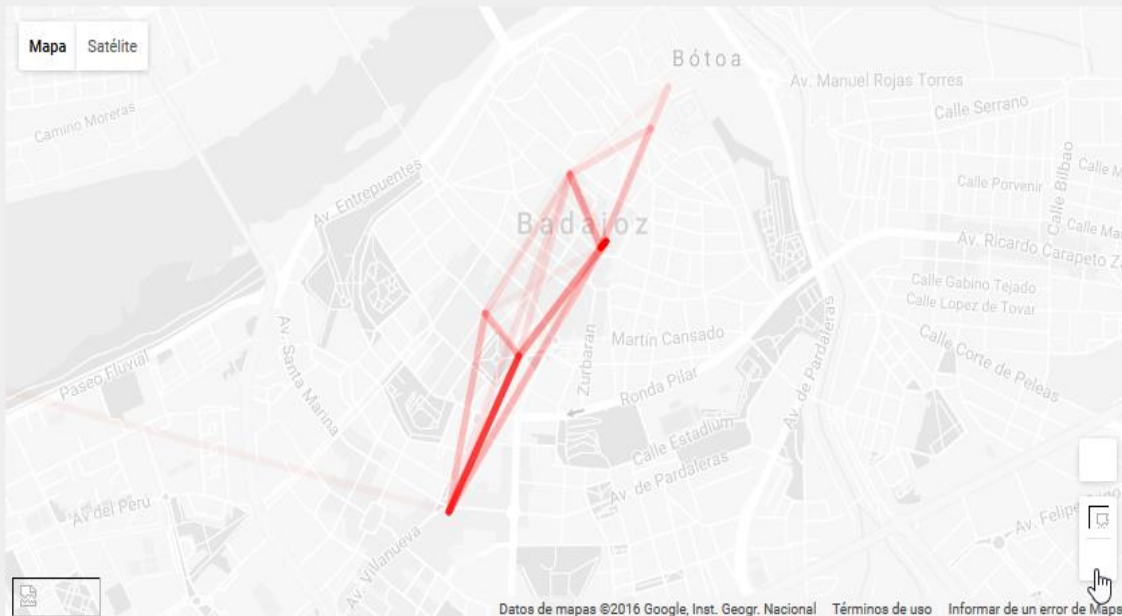 Mapa Satélite
Bótoa
Av. Manuel Rojas Torres
Calle Serrano
Camino Moreras
Calle Bilbao
Calle M
Av. Entrepuentes
Calle Porvenir
Badajoz
Calle Ma
Av. Ricardo Carapeto Z
Calle Gabino Tejado
Calle Lopez de Tovar
Martín Cansado
Calle Corte de Peleas
Av. Santa Marina
Zurbaran
Av. de Pardaleras
Paseo Fluvial
Ronda Pilar
Calle Estadium
Av. de Pardaleras
Av del Perú
Av. Felipe
Av. Villanueva
Datos de mapas ©2016 Google, Inst. Geogr. Nacional Términos de uso Informar de un error de Maps